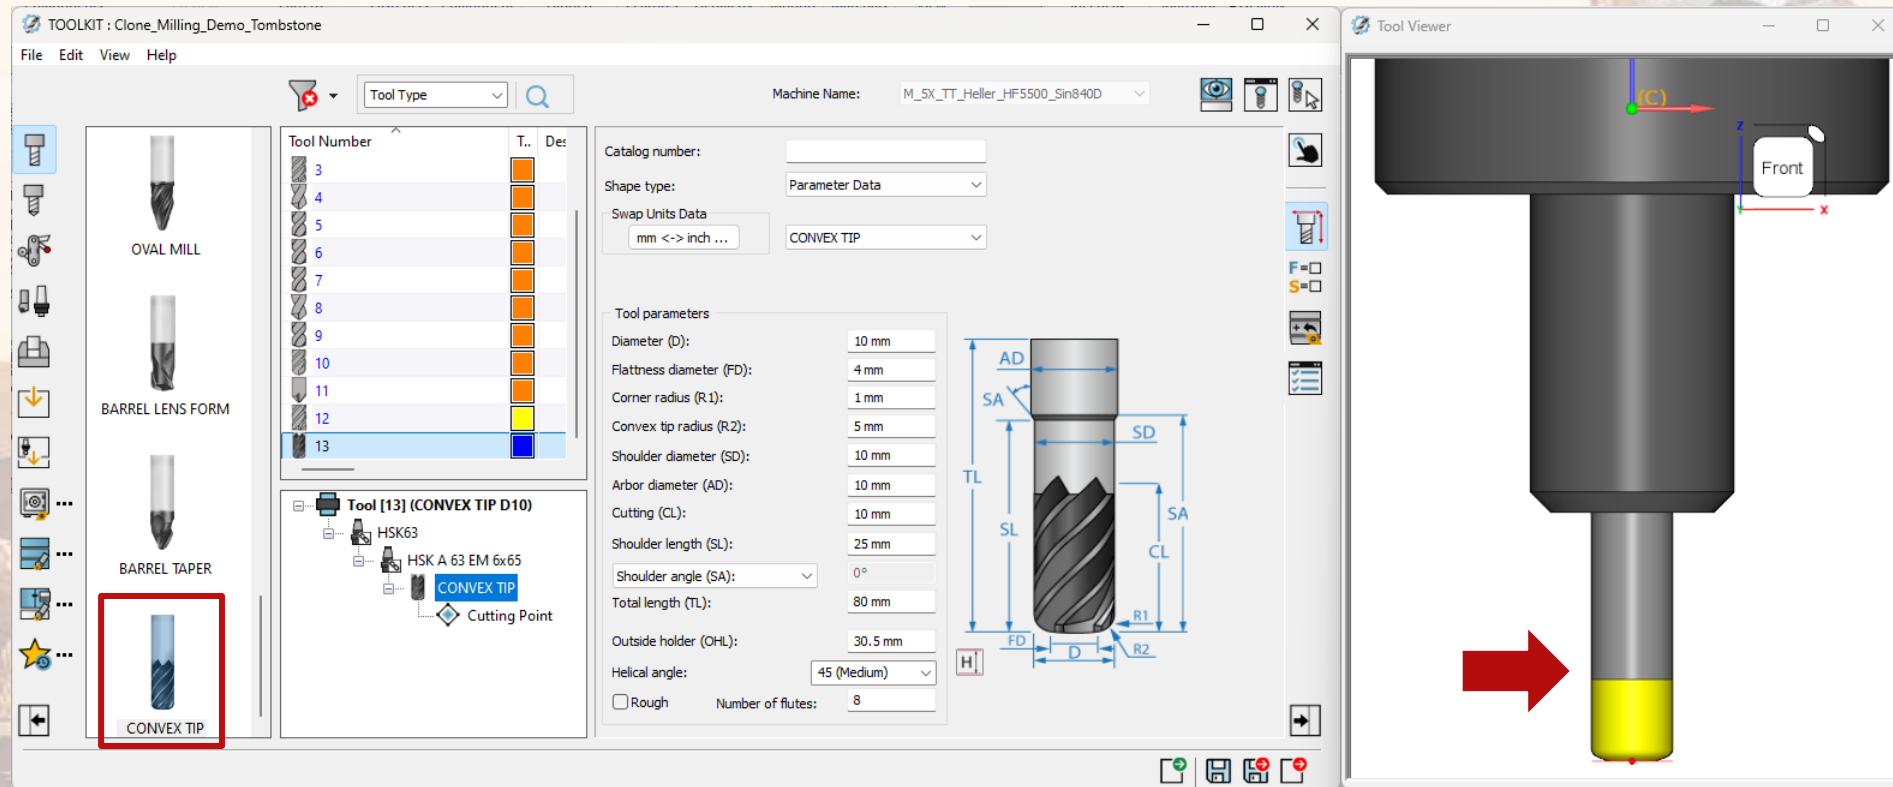 TOOLKIT : Clone_Milling_Demo_Tombstone
Tool Viewer
File Edit View Help
Tool Type
Machine Name: M_5X_TT_Heller_HF5500_Sin840D
OVAL MILL
BARREL LENS FORM
BARREL TAPER
CONVEX TIP
Tool Number T.. Des
3
4
5
6
7
8
9
10
11
12
13
Tool [13] (CONVEX TIP D10)
HSK63
HSK A 63 EM 6x65
CONVEX TIP
Cutting Point
Catalog number:
Shape type: Parameter Data
Swap Units Data
mm <-> inch ... CONVEX TIP
Tool parameters
Diameter (D): 10 mm
Flattness diameter (FD): 4 mm
Corner radius (R1): 1 mm
Convex tip radius (R2): 5 mm
Shoulder diameter (SD): 10 mm
Arbor diameter (AD): 10 mm
Cutting (CL): 10 mm
Shoulder length (SL): 25 mm
Shoulder angle (SA): 0°
Total length (TL): 80 mm
Outside holder (OHL): 30.5 mm
Helical angle: 45 (Medium)
Rough Number of flutes: 8
AD
SA
SD
TL
SL
SA
CL
R1
FD
D
R2
H
F=
S=
(C)
Z
Front
Y
X